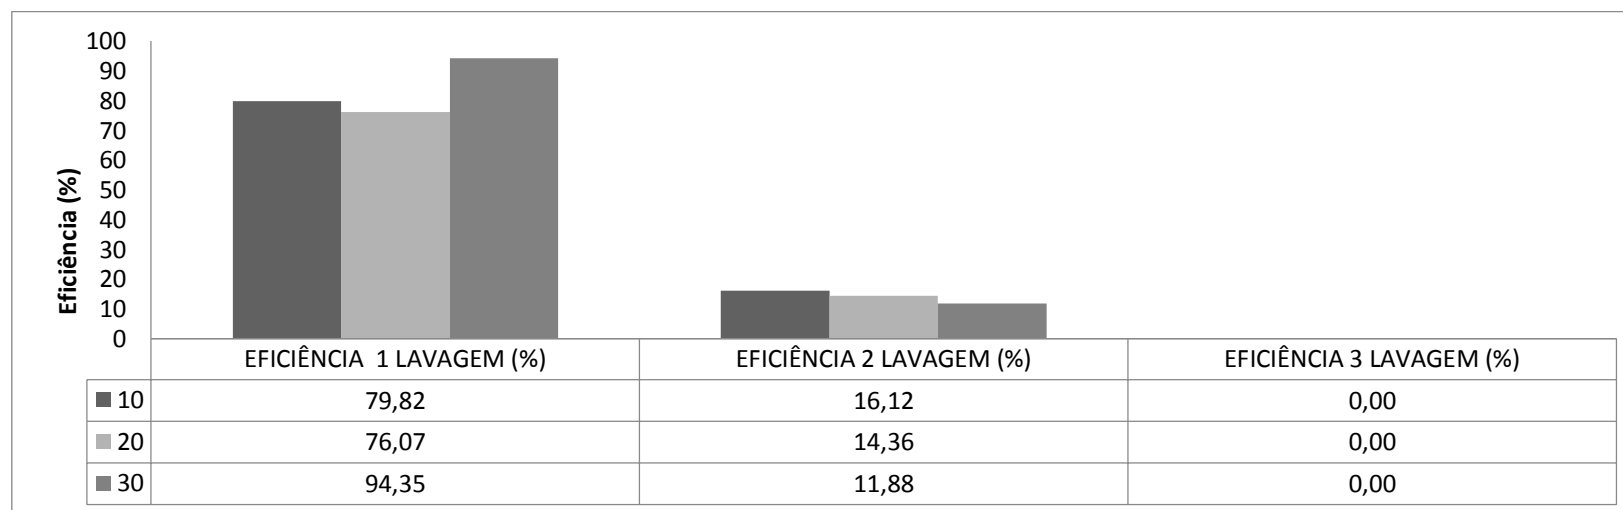 Eficiência (%)
100
90
80
70
60
50
40
30
20
10
0
EFICIÊNCIA 1 LAVAGEM (%) EFICIÊNCIA 2 LAVAGEM (%) EFICIÊNCIA 3 LAVAGEM (%)
10 79,82 16,12 0,00
20 76,07 14,36 0,00
30 94,35 11,88 0,00